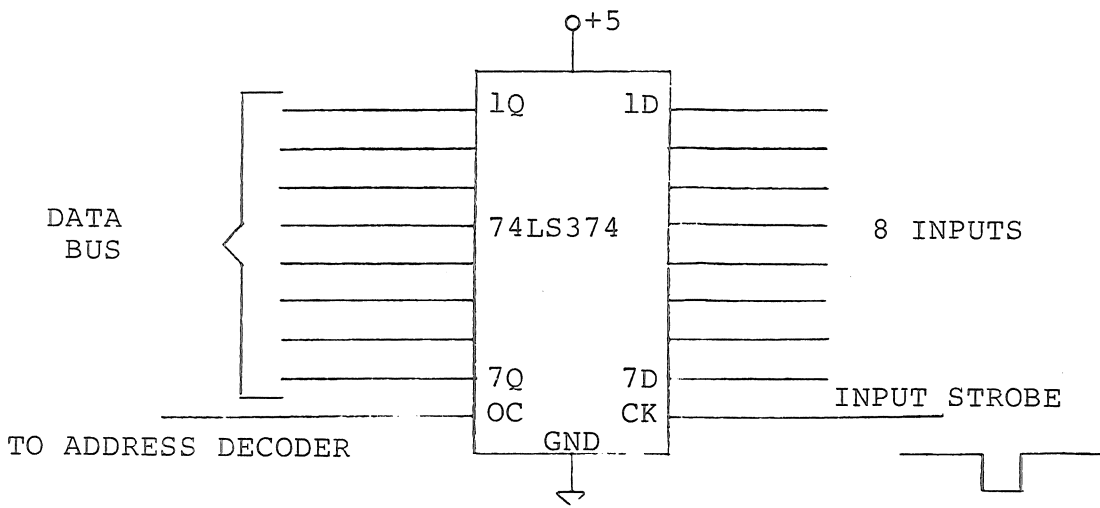 +5
1Q 1D
DATA
BUS
74LS374
8 INPUTS
7Q 7D
INPUT STROBE
OC CK
GND
TO ADDRESS DECODER